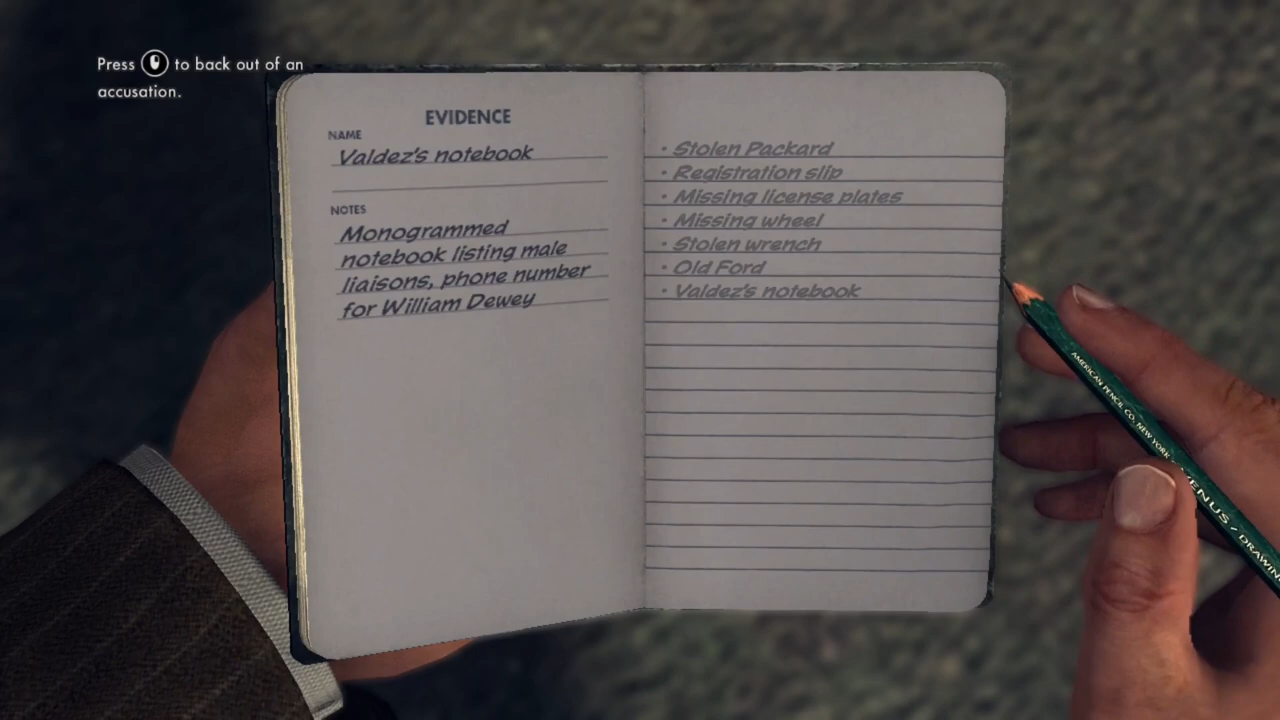 Press to back out of an
accusation.
EVIDENCE
NAME
Valdez's notebook
NOTES
Monogrammed
notebook listing male
liaisons, phone number
for William Dewey
• Stolen Packard
• Registration slip
• Missing license plates
• Missing wheel
• Stolen wrench
• Old Ford
• Valdez's notebook
AMERICAN PENCIL CO. NEW YORK
VENUS / DRAWIN